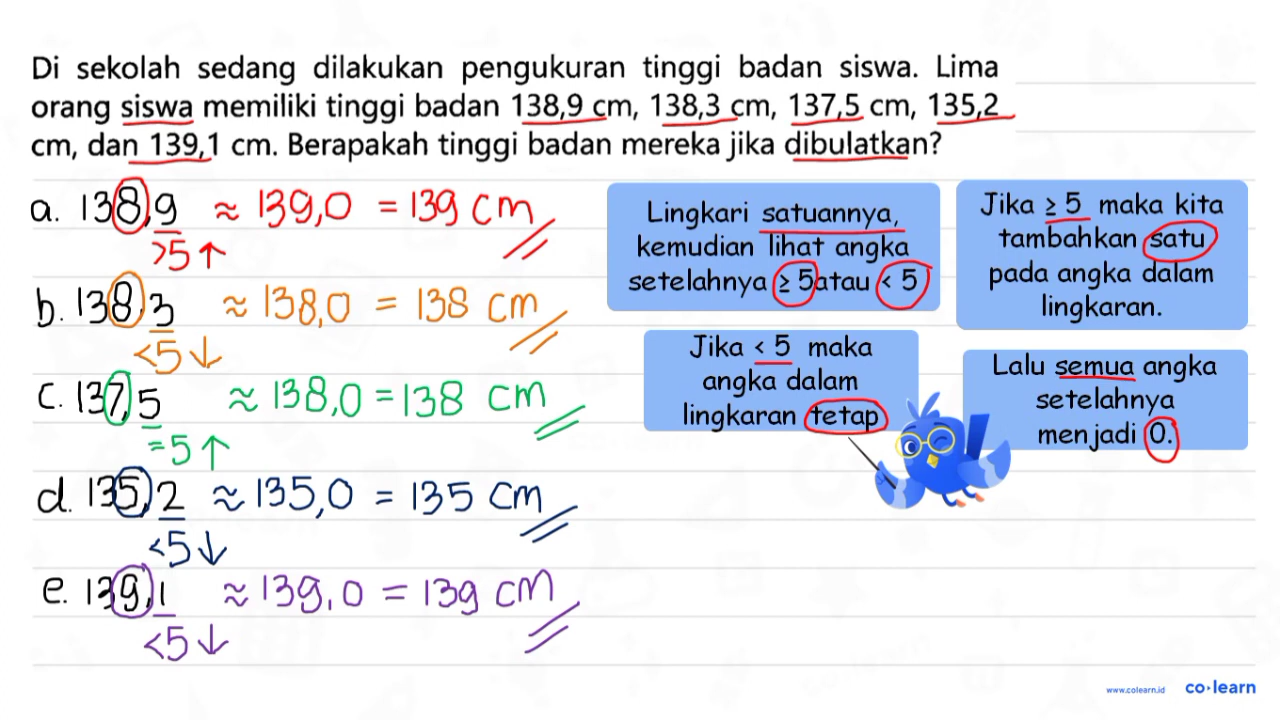 Di sekolah sedang dilakukan pengukuran tinggi badan siswa. Lima
orang siswa memiliki tinggi badan 138,9 cm, 138,3 cm, 137,5 cm, 135,2
cm, dan 139,1 cm. Berapakah tinggi badan mereka jika dibulatkan?
a. 138,9 ≈ 139,0 = 139 cm
>5 ↑
b. 138,3 ≈ 138,0 = 138 cm
<5 ↓
c. 137,5 ≈ 138,0 = 138 cm
=5 ↑
d. 135,2 ≈ 135,0 = 135 cm
<5 ↓
e. 139,1 ≈ 139,0 = 139 cm
<5 ↓
Lingkari satuannya,
kemudian lihat angka
setelahnya ≥ 5 atau < 5
Jika ≥ 5 maka kita
tambahkan satu
pada angka dalam
lingkaran.
Jika < 5 maka
angka dalam
lingkaran tetap
Lalu semua angka
setelahnya
menjadi 0.
www.colearn.id co·learn